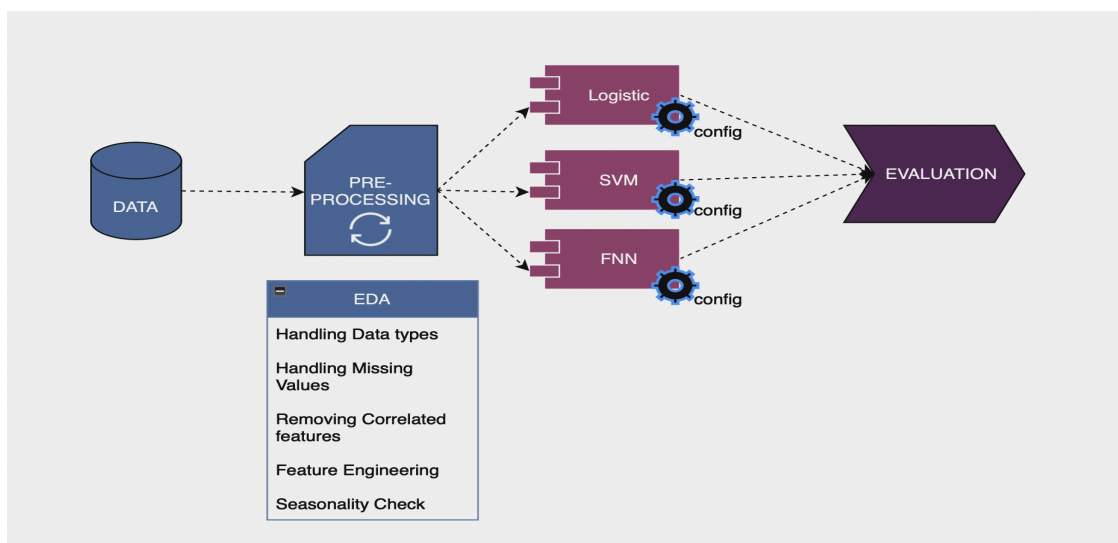 DATA
PRE-
PROCESSING
Logistic
config
SVM
config
FNN
config
EVALUATION
EDA
Handling Data types
Handling Missing
Values
Removing Correlated
features
Feature Engineering
Seasonality Check